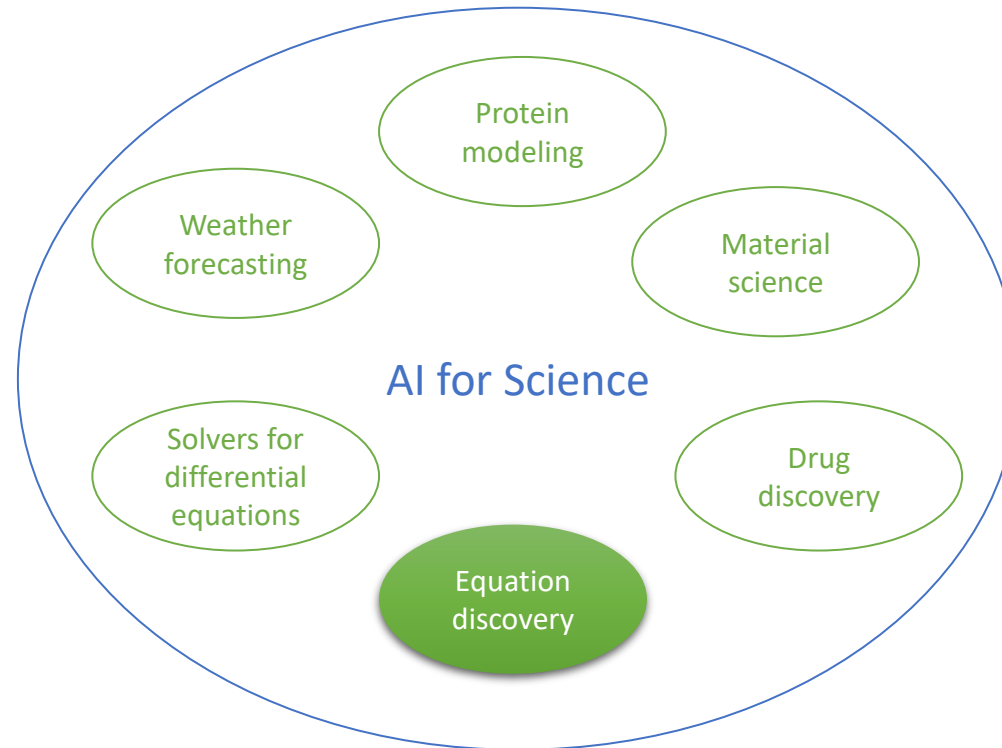 Protein
modeling
Weather
forecasting
Material
science
AI for Science
Solvers for
differential
equations
Drug
discovery
Equation
discovery